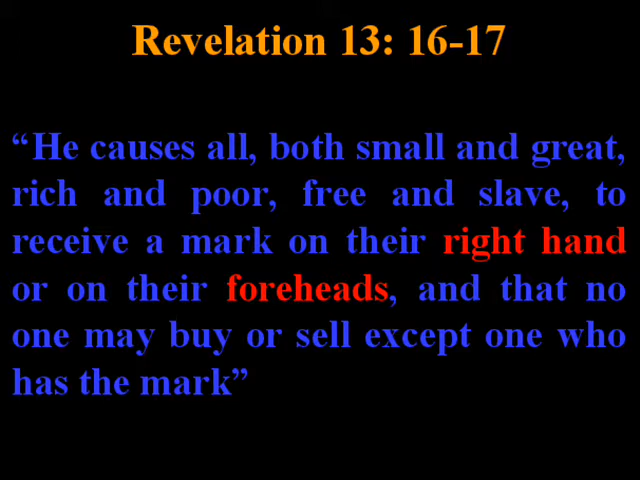 Revelation 13: 16-17
“He causes all, both small and great,
rich and poor, free and slave, to
receive a mark on their right hand
or on their foreheads, and that no
one may buy or sell except one who
has the mark”